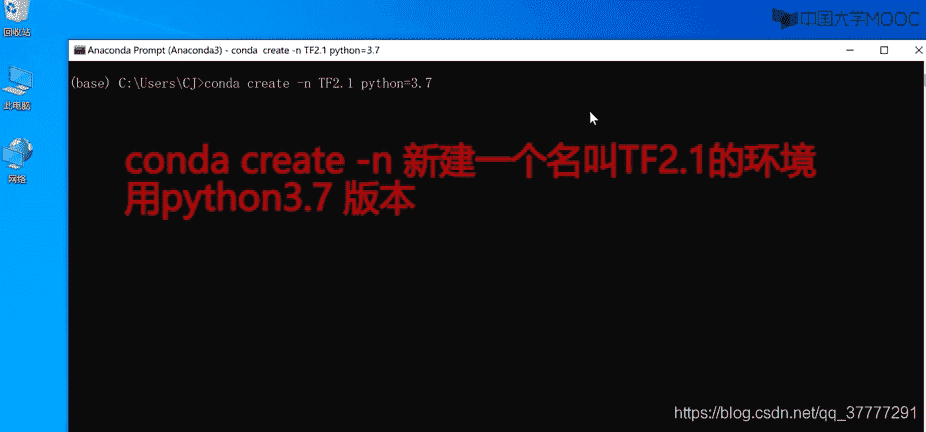 回收站
中国大学MOOC
Anaconda Prompt (Anaconda3) - conda  create -n TF2.1 python=3.7
(base) C:\Users\CJ>conda create -n TF2.1 python=3.7
此电脑
conda create -n 新建一个名叫TF2.1的环境
用python3.7 版本
网络
https://blog.csdn.net/qq_37777291